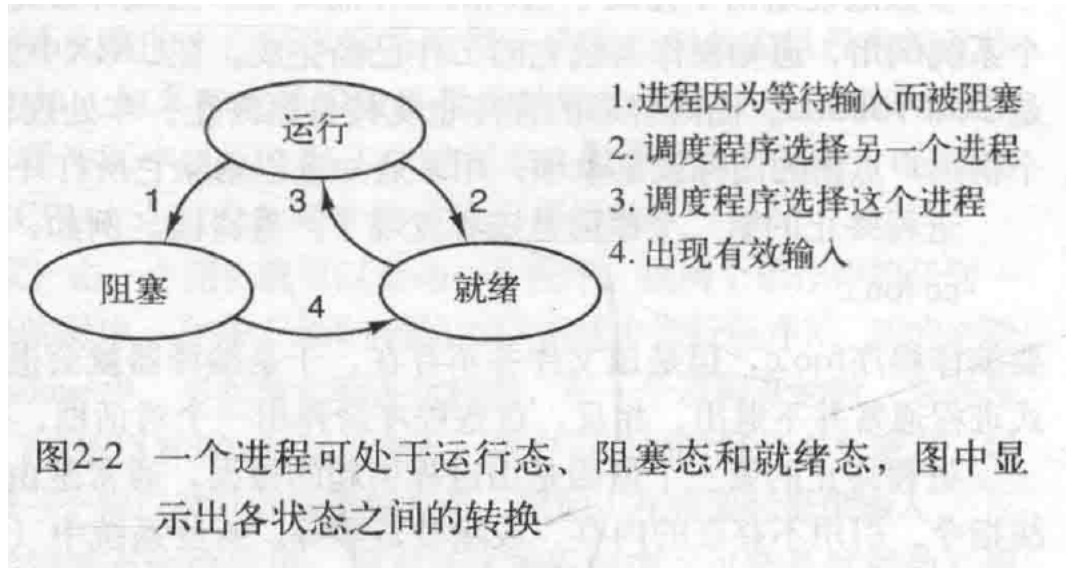 运行
1
3
2
阻塞
就绪
4
1.进程因为等待输入而被阻塞
2. 调度程序选择另一个进程
3. 调度程序选择这个进程
4. 出现有效输入
图2-2 一个进程可处于运行态、阻塞态和就绪态，图中显
示出各状态之间的转换